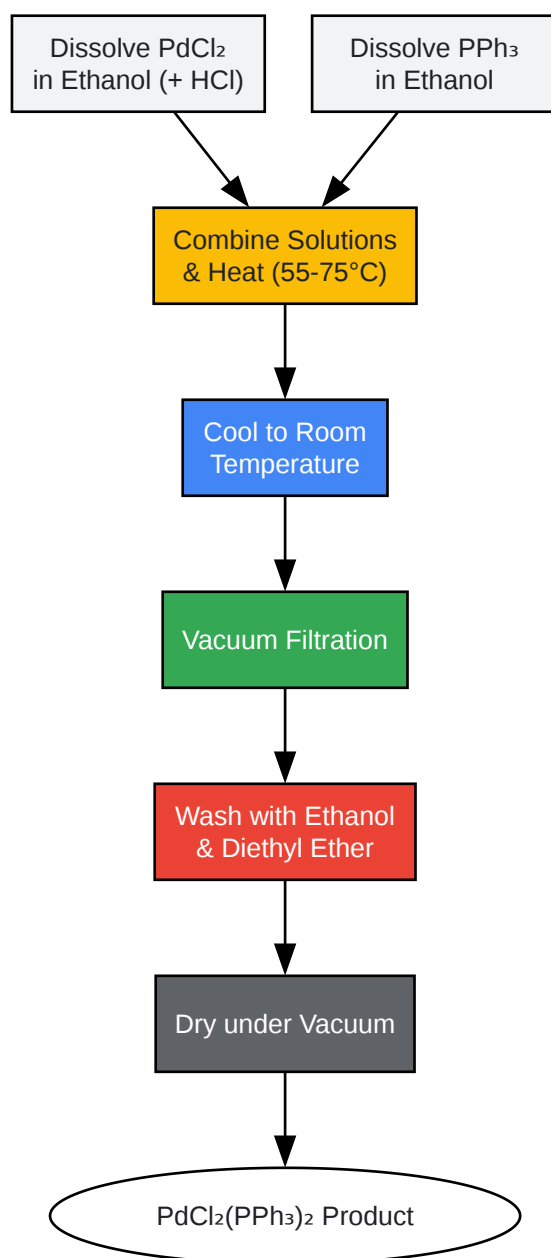 Dissolve PdCl₂
in Ethanol (+ HCl)
Dissolve PPh₃
in Ethanol
Combine Solutions
& Heat (55-75°C)
Cool to Room
Temperature
Vacuum Filtration
Wash with Ethanol
& Diethyl Ether
Dry under Vacuum
PdCl₂(PPh₃)₂ Product